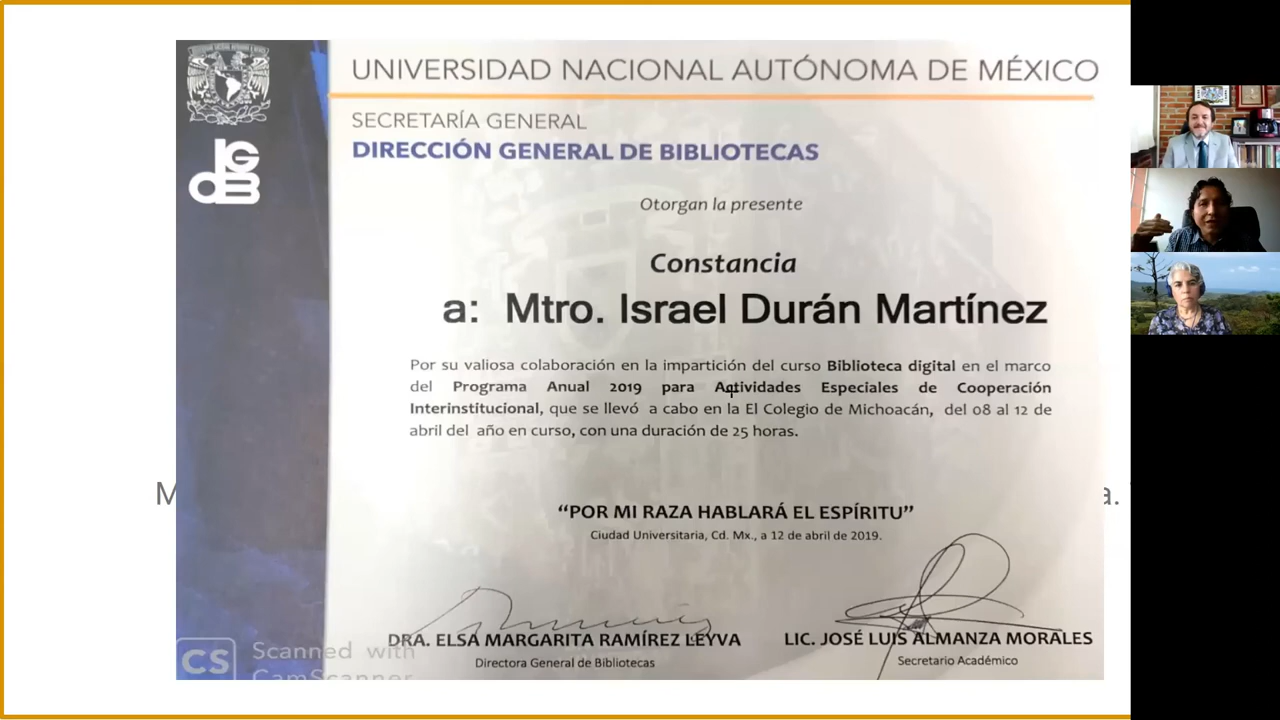 UNIVERSIDAD NACIONAL AUTÓNOMA DE MÉXICO
SECRETARÍA GENERAL
DIRECCIÓN GENERAL DE BIBLIOTECAS
DGB
Otorgan la presente
Constancia
a: Mtro. Israel Durán Martínez
Por su valiosa colaboración en la impartición del curso Biblioteca digital en el marco
del Programa Anual 2019 para Actividades Especiales de Cooperación
Interinstitucional, que se llevó a cabo en la El Colegio de Michoacán, del 08 al 12 de
abril del año en curso, con una duración de 25 horas.
M
a.
“POR MI RAZA HABLARÁ EL ESPÍRITU”
Ciudad Universitaria, Cd. Mx., a 12 de abril de 2019.
DRA. ELSA MARGARITA RAMÍREZ LEYVA
Directora General de Bibliotecas
LIC. JOSÉ LUIS ALMANZA MORALES
Secretario Académico
CS Scanned with
CamScanner